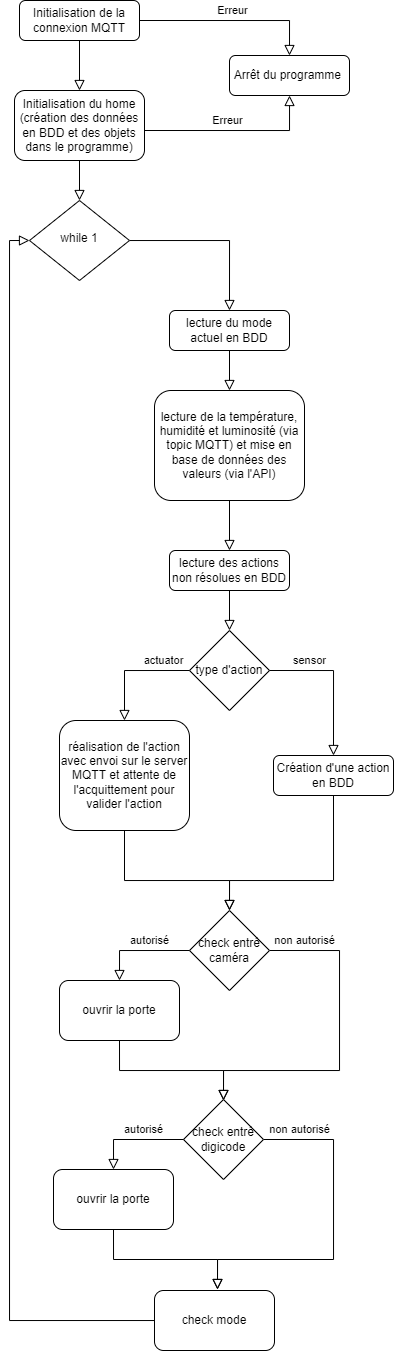 Initialisation de la
connexion MQTT
Erreur
Arrêt du programme
Initialisation du home
(création des données
en BDD et des objets
dans le programme)
Erreur
while 1
lecture du mode
actuel en BDD
lecture de la température,
humidité et luminosité (via
topic MQTT) et mise en
base de données des
valeurs (via l'API)
lecture des actions
non résolues en BDD
type d'action
actuator
sensor
réalisation de l'action
avec envoi sur le server
MQTT et attente de
l'acquittement pour
valider l'action
Création d'une action
en BDD
check entré
caméra
autorisé
non autorisé
ouvrir la porte
check entré
digicode
autorisé
non autorisé
ouvrir la porte
check mode